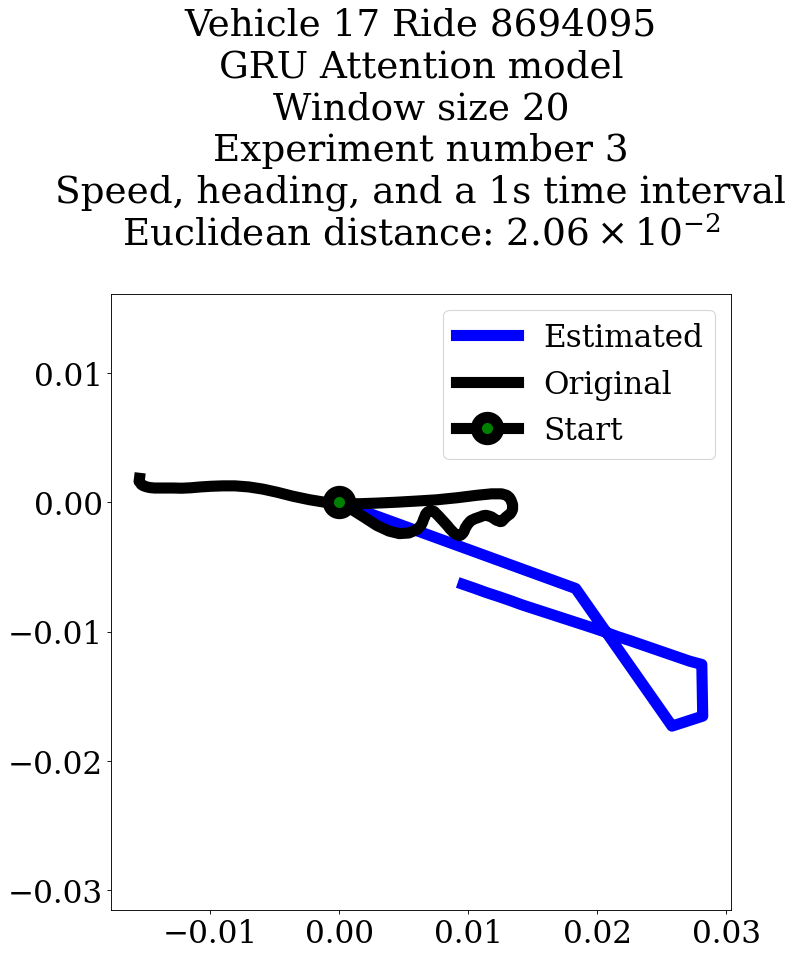 Vehicle 17 Ride 8694095
GRU Attention model
Window size 20
Experiment number 3
Speed, heading, and a 1s time interval
Euclidean distance: 2.06 × 10⁻²
Estimated
Original
Start
0.01
0.00
−0.01
−0.02
−0.03
−0.01 0.00 0.01 0.02 0.03